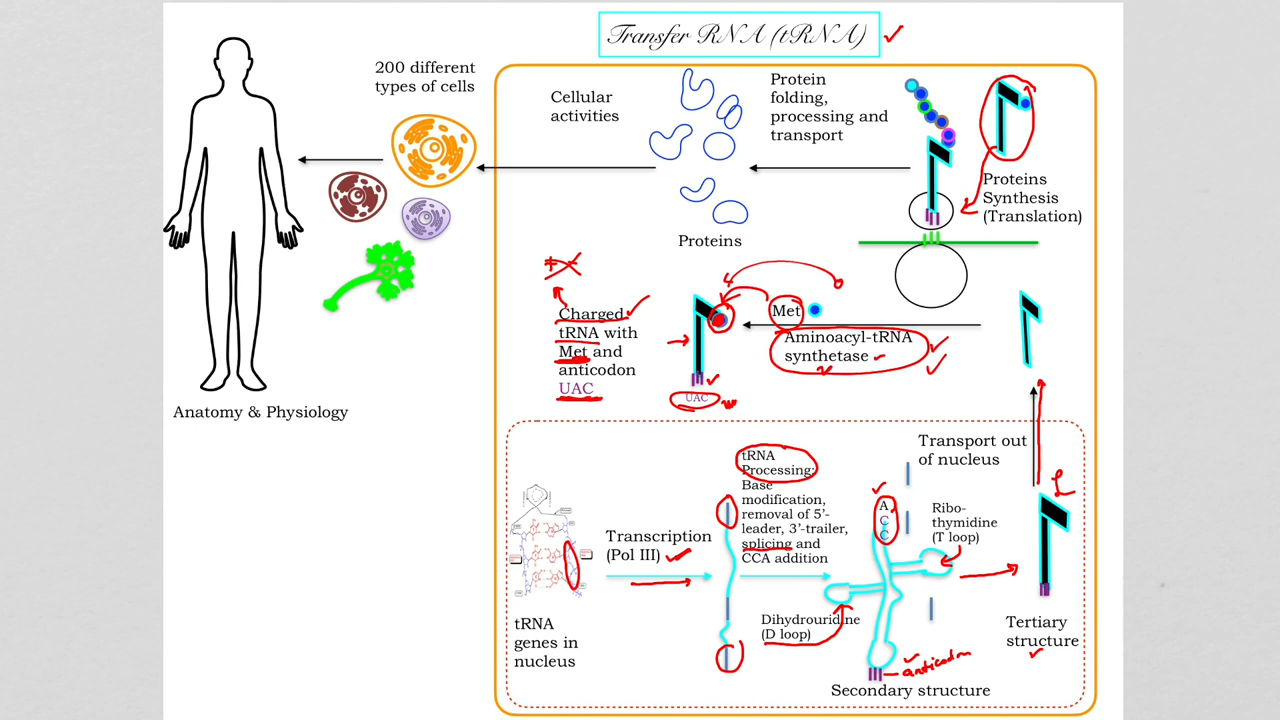 Transfer RNA (tRNA)
200 different
types of cells
Cellular
activities
Protein
folding,
processing and
transport
Proteins
Synthesis
(Translation)
Proteins
Charged
tRNA with
Met and
anticodon
UAC
UAC
Met
Aminoacyl-tRNA
synthetase
Anatomy & Physiology
Transport out
of nucleus
tRNA
Processing:
Base
modification,
removal of 5'-
leader, 3'-trailer,
splicing and
CCA addition
Transcription
(Pol III)
A
C
C
Ribo-
thymidine
(T loop)
Dihydrouridine
(D loop)
tRNA
genes in
nucleus
Tertiary
structure
anticodon
Secondary structure